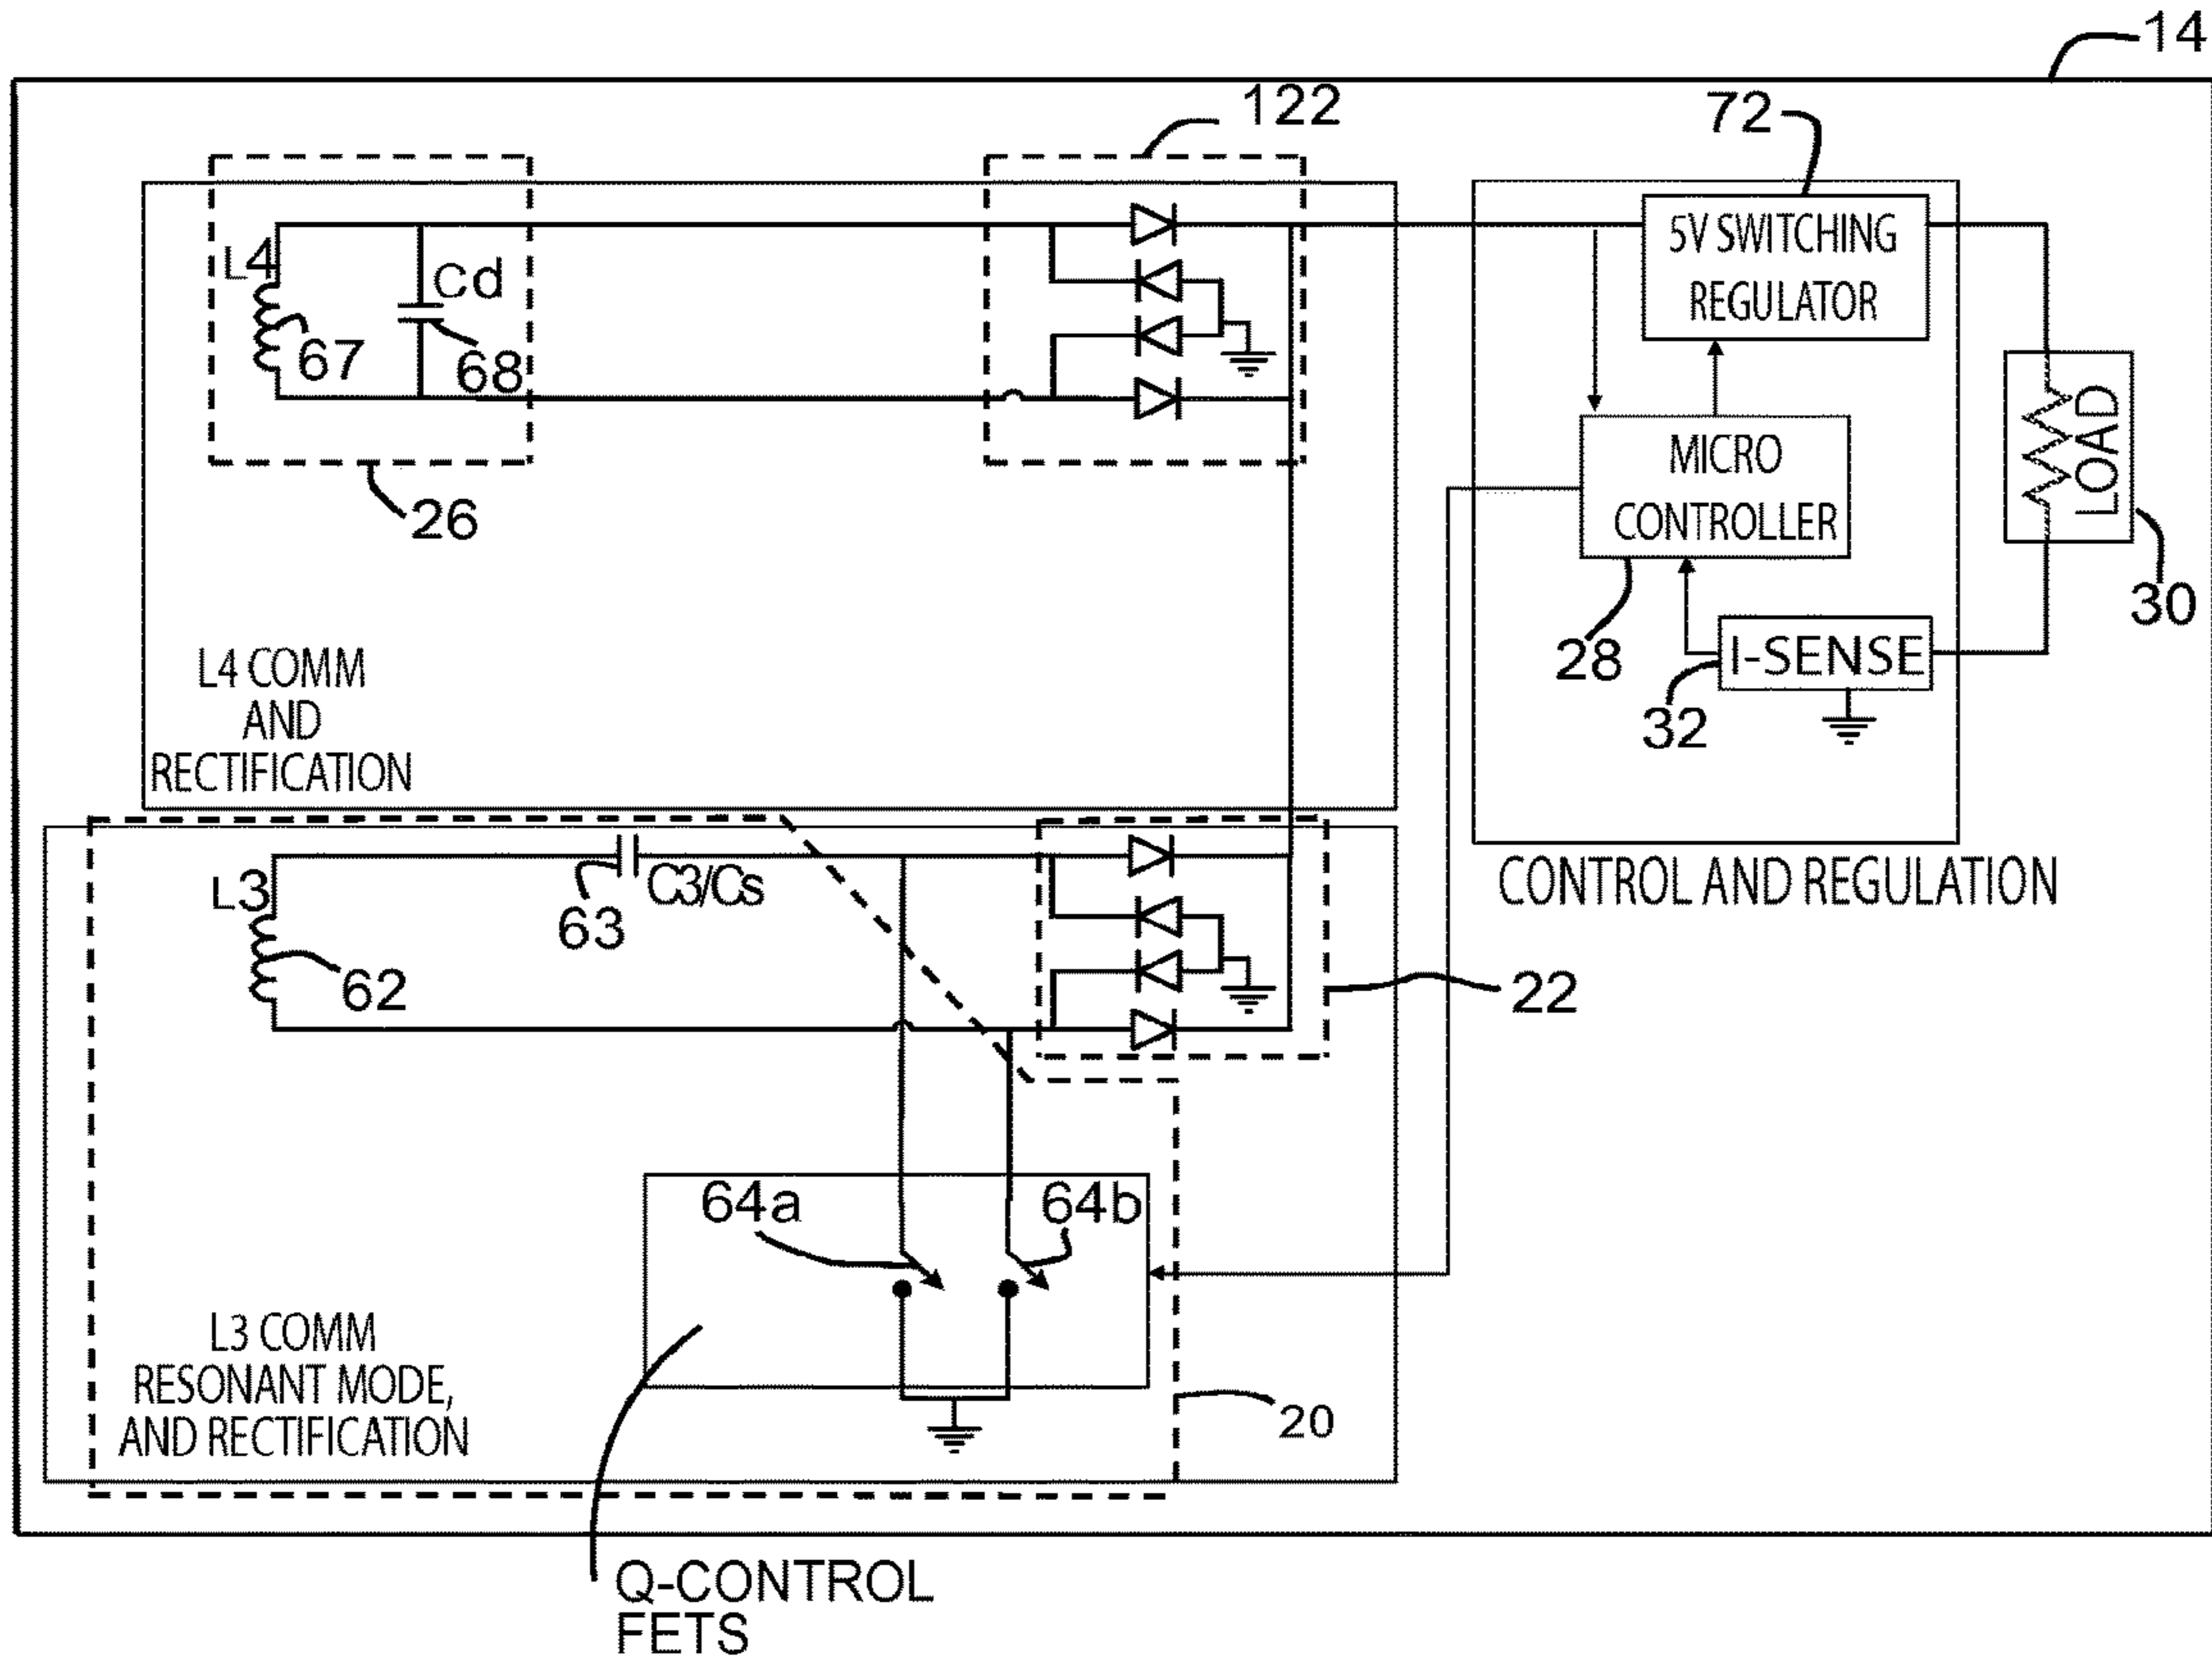 14
122
72
L4
Cd
67
68
26
5V SWITCHING
REGULATOR
MICRO
CONTROLLER
LOAD
30
28
I-SENSE
32
L4 COMM
AND
RECTIFICATION
CONTROL AND REGULATION
L3
C3/Cs
63
62
22
64a
64b
L3 COMM
RESONANT MODE,
AND RECTIFICATION
20
Q-CONTROL
FETS